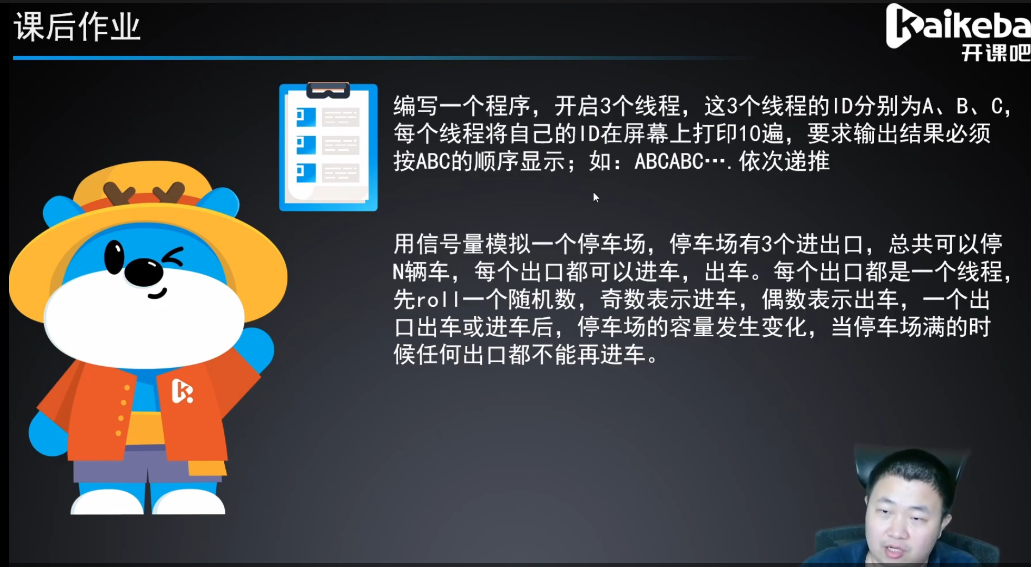 课后作业
Kaikeba
开课吧
编写一个程序，开启3个线程，这3个线程的ID分别为A、B、C，
每个线程将自己的ID在屏幕上打印10遍，要求输出结果必须
按ABC的顺序显示；如：ABCABC….依次递推
用信号量模拟一个停车场，停车场有3个进出口，总共可以停
N辆车，每个出口都可以进车，出车。每个出口都是一个线程，
先roll一个随机数，奇数表示进车，偶数表示出车，一个出
口出车或进车后，停车场的容量发生变化，当停车场满的时
候任何出口都不能再进车。